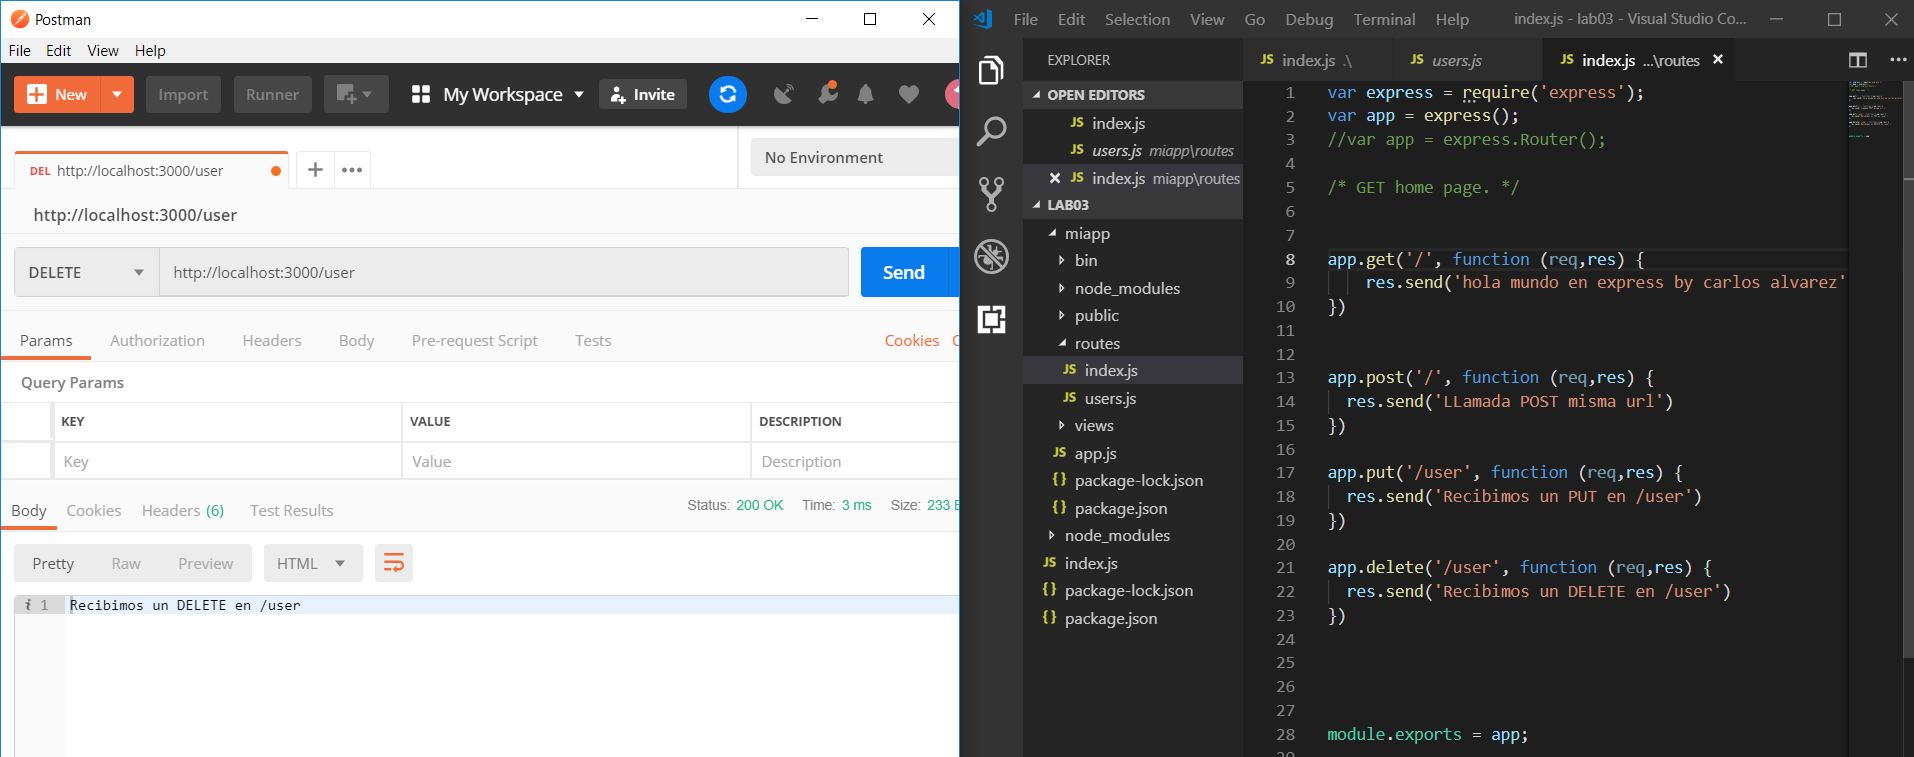 Postman
File Edit View Help
New Import Runner My Workspace Invite
DEL http://localhost:3000/user + •••
No Environment
http://localhost:3000/user
DELETE http://localhost:3000/user Send
Params Authorization Headers Body Pre-request Script Tests Cookies
Query Params
KEY VALUE DESCRIPTION
Key Value Description
Body Cookies Headers (6) Test Results Status: 200 OK Time: 3 ms Size: 233
Pretty Raw Preview HTML
i 1 Recibimos un DELETE en /user
File Edit Selection View Go Debug Terminal Help index.js - lab03 - Visual Studio Co...
EXPLORER
OPEN EDITORS
JS index.js
JS users.js miapp\routes
JS index.js miapp\routes
LAB03
miapp
bin
node_modules
public
routes
JS index.js
JS users.js
views
JS app.js
{} package-lock.json
{} package.json
node_modules
JS index.js
{} package-lock.json
{} package.json
JS index.js .\ JS users.js JS index.js ...\routes
1 var express = require('express');
2 var app = express();
3 //var app = express.Router();
4
5 /* GET home page. */
6
7
8 app.get('/', function (req,res) {
9 res.send('hola mundo en express by carlos alvarez'
10 })
11
12
13 app.post('/', function (req,res) {
14 res.send('LLamada POST misma url')
15 })
16
17 app.put('/user', function (req,res) {
18 res.send('Recibimos un PUT en /user')
19 })
20
21 app.delete('/user', function (req,res) {
22 res.send('Recibimos un DELETE en /user')
23 })
24
25
26
27
28 module.exports = app;